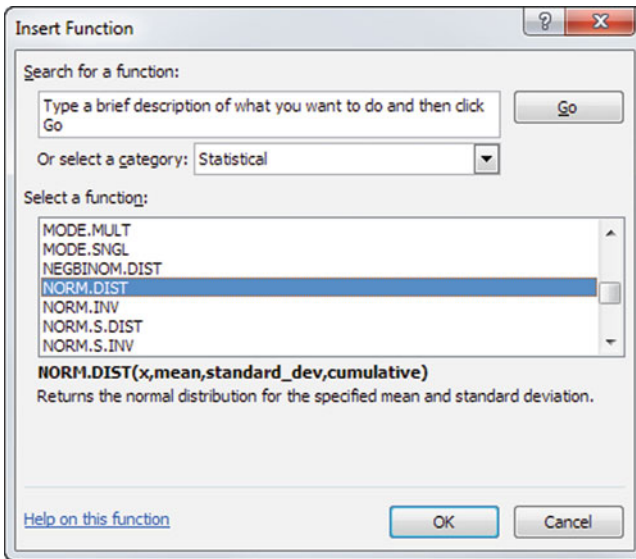 Insert Function
Search for a function:
Type a brief description of what you want to do and then click
Go
Go
Or select a category: Statistical
Select a function:
MODE.MULT
MODE.SNGL
NEGBINOM.DIST
NORM.DIST
NORM.INV
NORM.S.DIST
NORM.S.INV
NORM.DIST(x,mean,standard_dev,cumulative)
Returns the normal distribution for the specified mean and standard deviation.
Help on this function
OK
Cancel